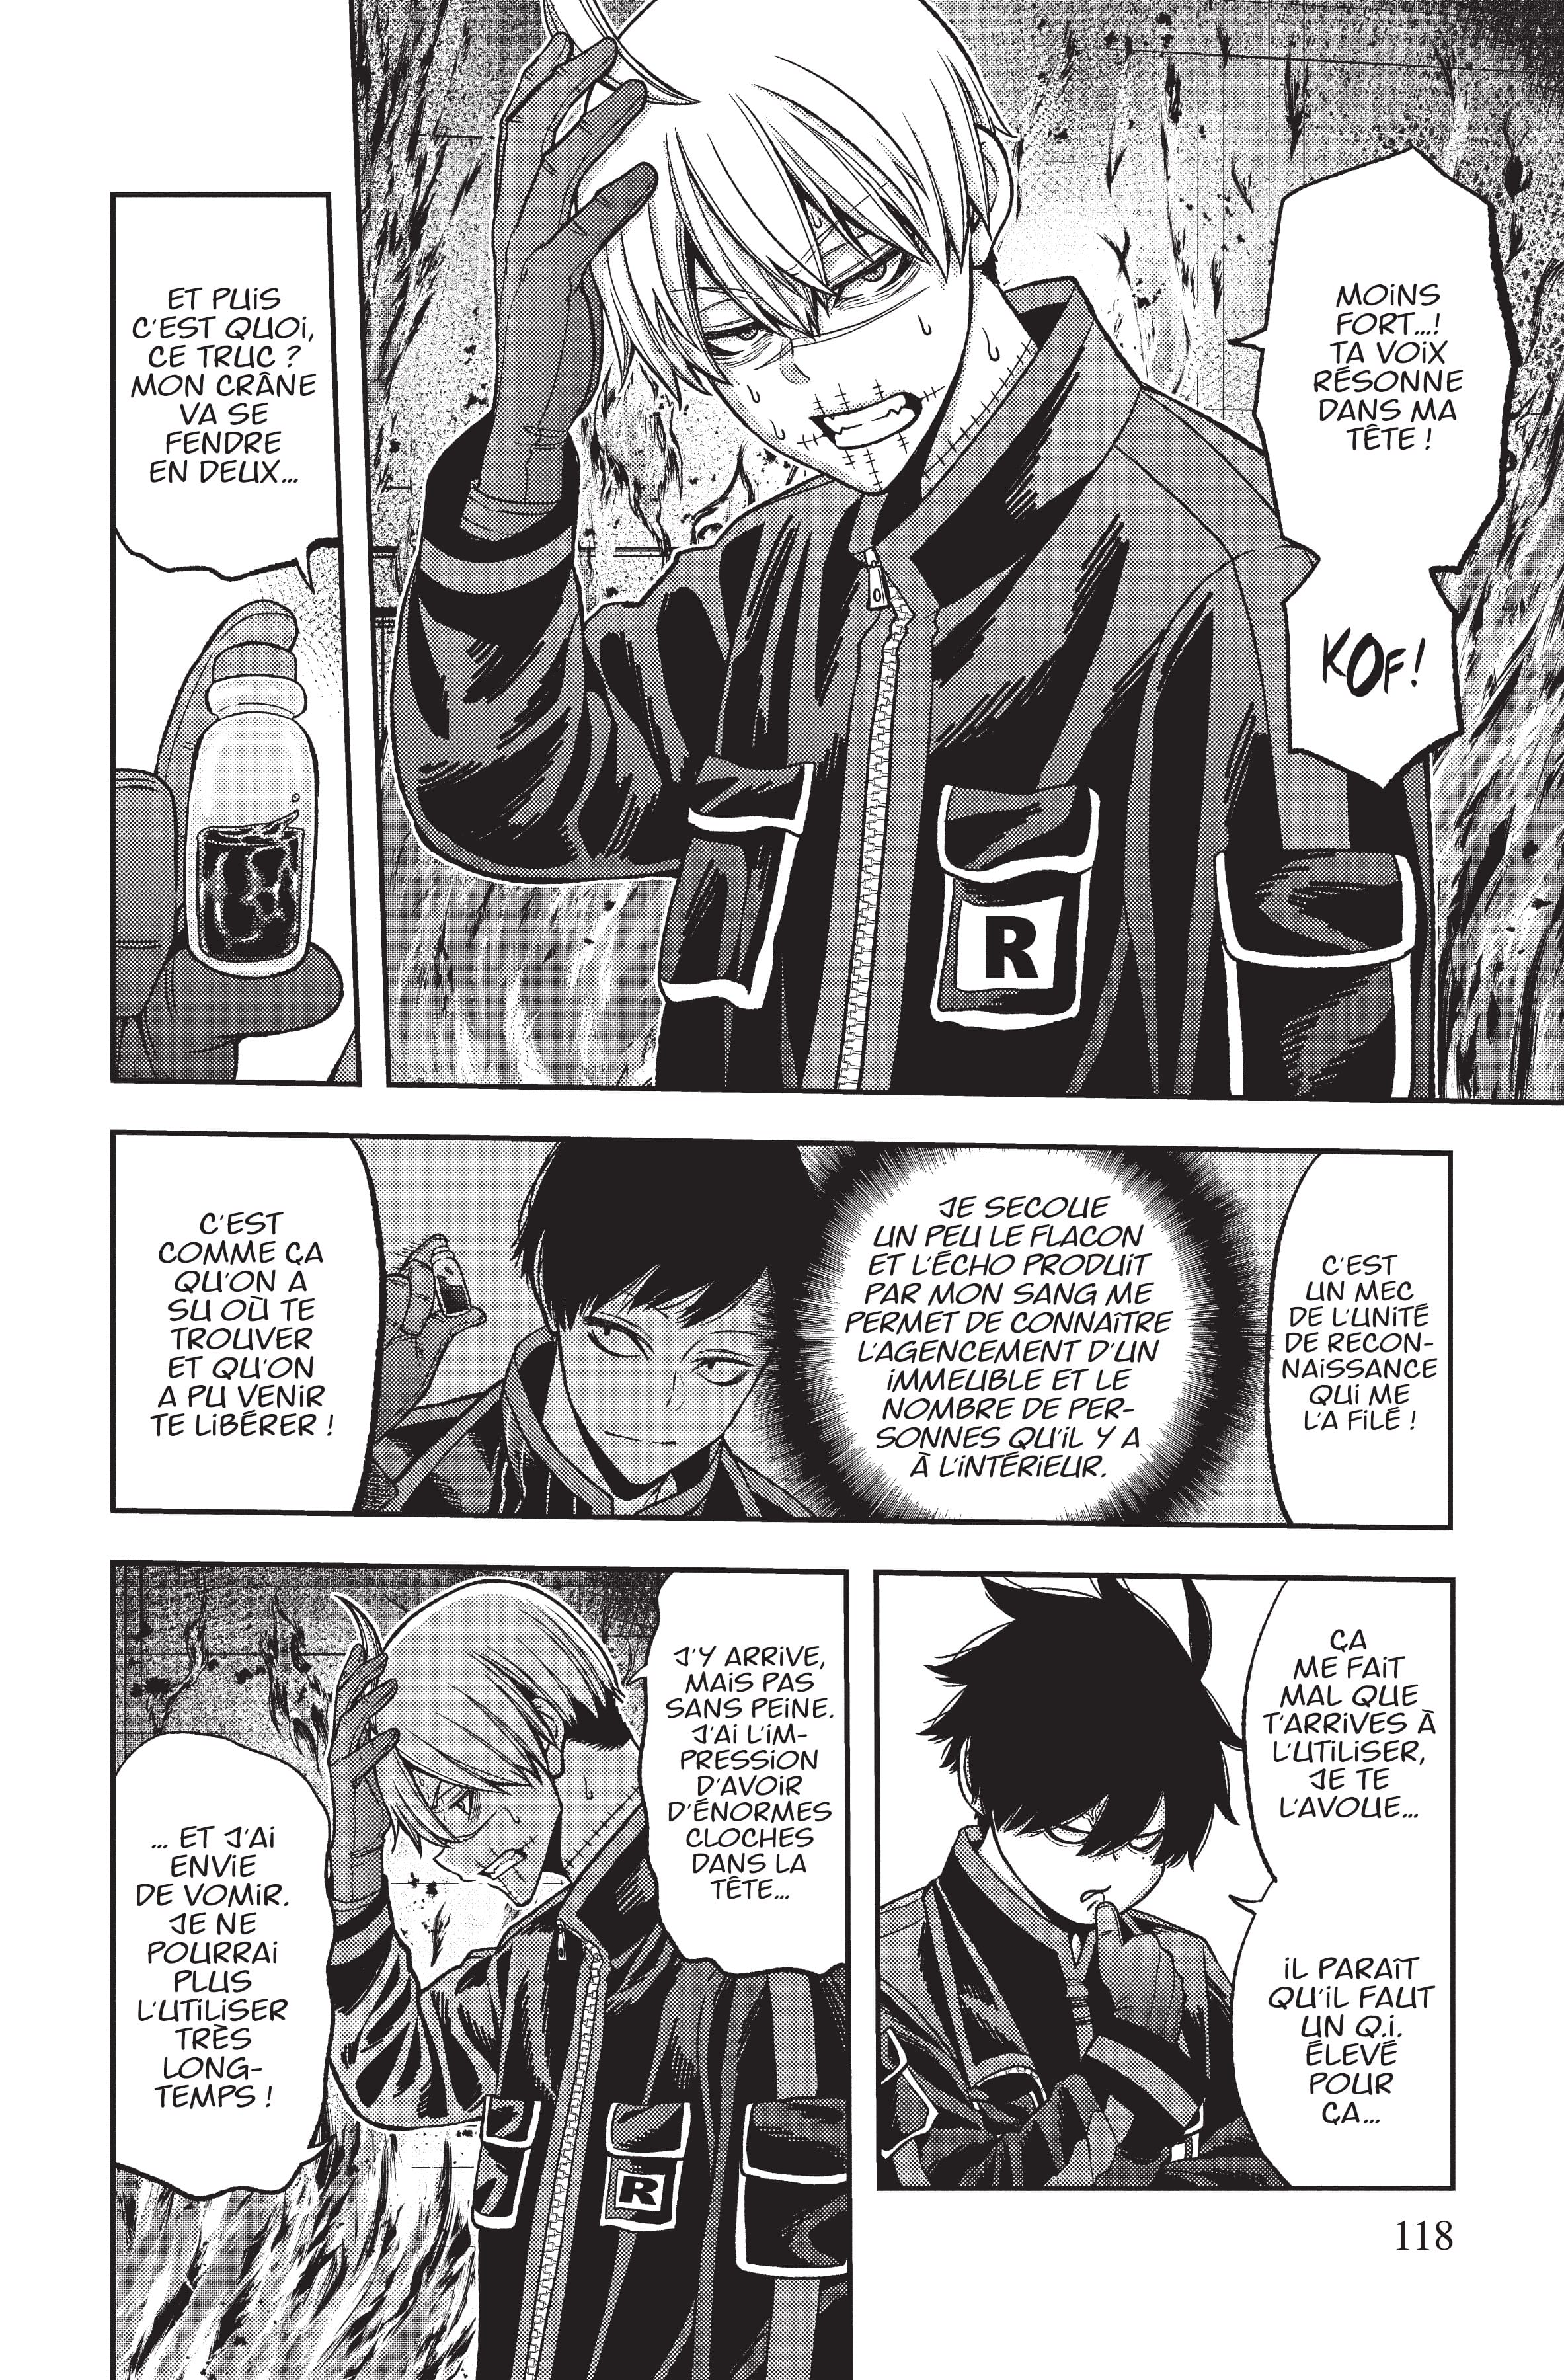 MOINS
FORT...!
TA VOIX
RÉSONNE
DANS MA
TÊTE !
KOF !
R
ET PUIS
C'EST QUOI,
CE TRUC ?
MON CRÂNE
VA SE
FENDRE
EN DEUX...
C'EST
UN MEC
DE L'UNITÉ
DE RECON-
NAISSANCE
QUI ME
L'A FILÉ !
JE SECOUE
UN PEU LE FLACON
ET L'ÉCHO PRODUIT
PAR MON SANG ME
PERMET DE CONNAÎTRE
L'AGENCEMENT D'UN
IMMEUBLE ET LE
NOMBRE DE PER-
SONNES QU'IL Y A
À L'INTÉRIEUR.
C'EST
COMME ÇA
QU'ON A
SU OÙ TE
TROUVER
ET QU'ON
A PU VENIR
TE LIBÉRER !
ÇA
ME FAIT
MAL QUE
T'ARRIVES À
L'UTILISER,
JE TE
L'AVOUE...
IL PARAÎT
QU'IL FAUT
UN Q.I.
ÉLEVÉ
POUR
ÇA...
J'Y ARRIVE,
MAIS PAS
SANS PEINE.
J'AI L'IM-
PRESSION
D'AVOIR
D'ÉNORMES
CLOCHES
DANS LA
TÊTE...
... ET J'AI
ENVIE
DE VOMIR.
JE NE
POURRAI
PLUS
L'UTILISER
TRÈS
LONG-
TEMPS !
R
118